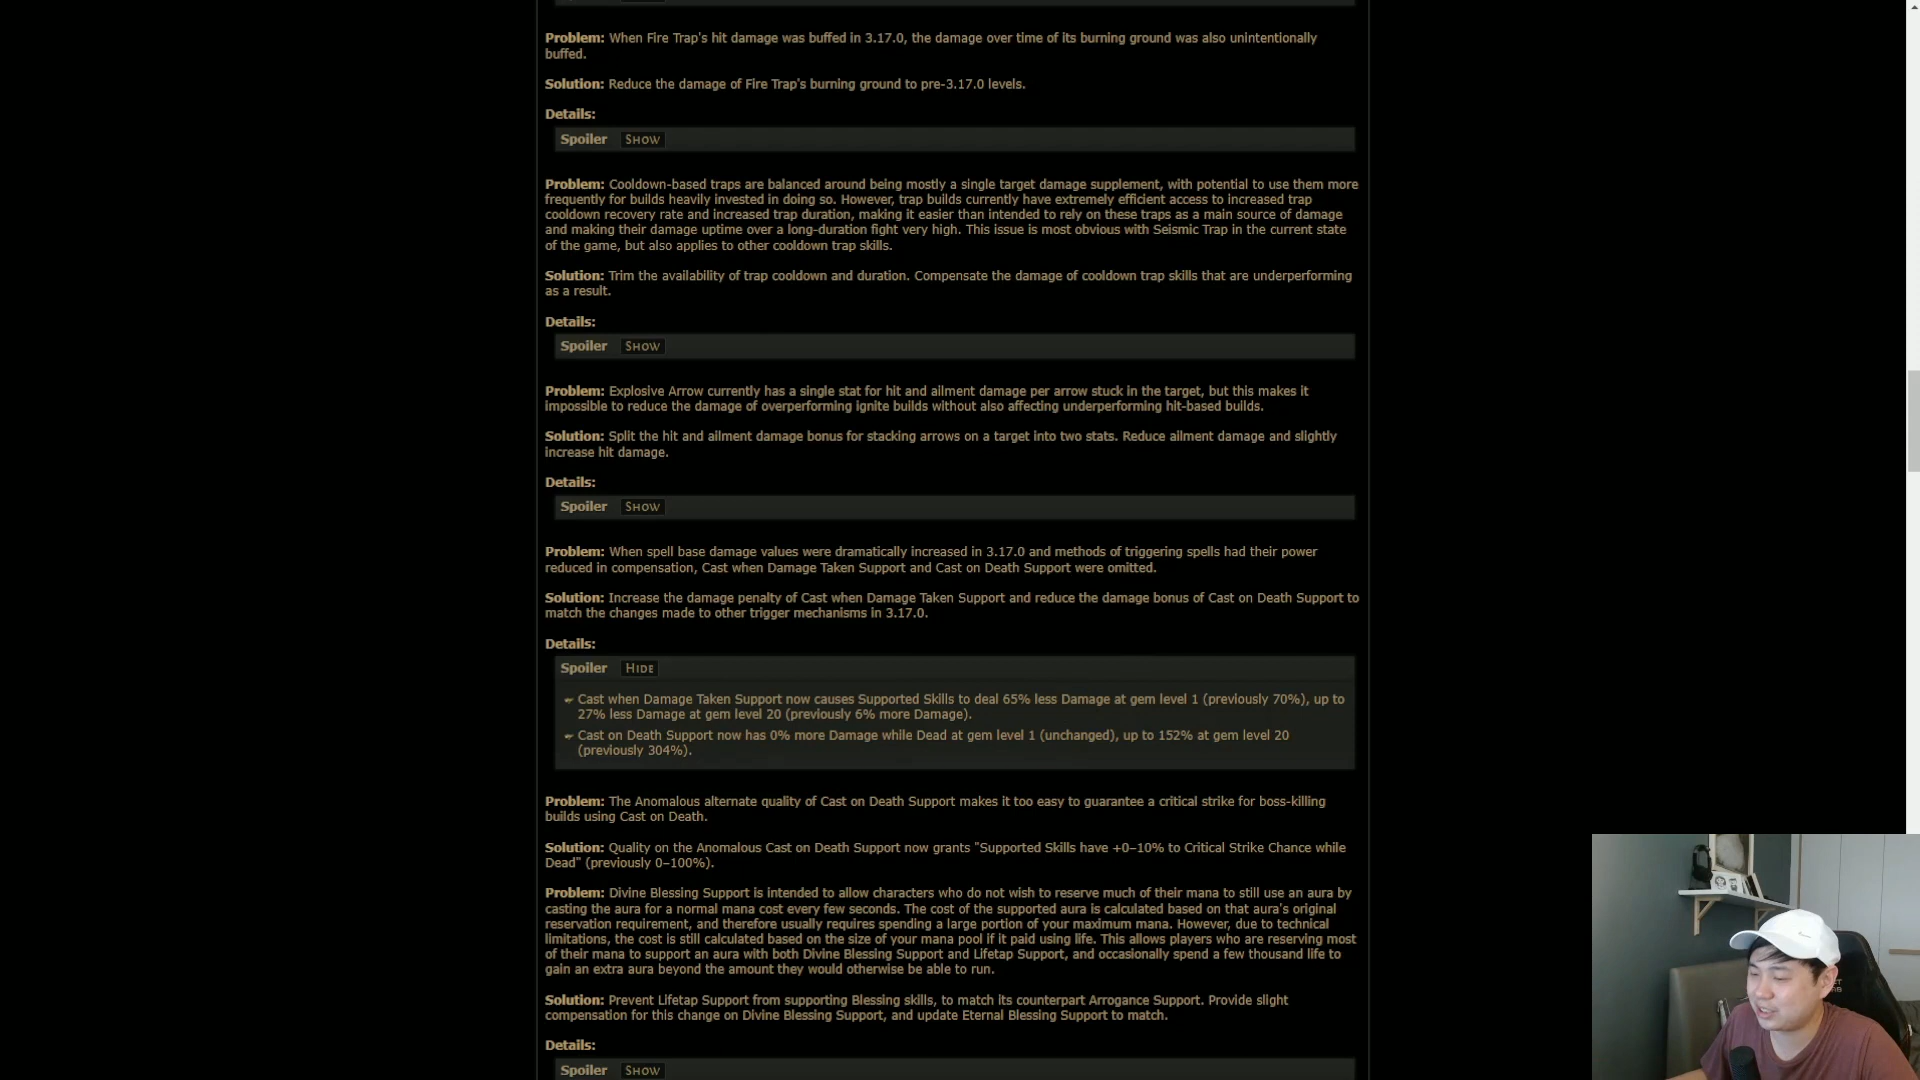 Problem: When Fire Trap's hit damage was buffed in 3.17.0, the damage over time of its burning ground was also unintentionally
buffed.
Solution: Reduce the damage of Fire Trap's burning ground to pre-3.17.0 levels.
Details:
Spoiler SHOW
Problem: Cooldown-based traps are balanced around being mostly a single target damage supplement, with potential to use them more
frequently for builds heavily invested in doing so. However, trap builds currently have extremely efficient access to increased trap
cooldown recovery rate and increased trap duration, making it easier than intended to rely on these traps as a main source of damage
and making their damage uptime over a long-duration fight very high. This issue is most obvious with Seismic Trap in the current state
of the game, but also applies to other cooldown trap skills.
Solution: Trim the availability of trap cooldown and duration. Compensate the damage of cooldown trap skills that are underperforming
as a result.
Details:
Spoiler SHOW
Problem: Explosive Arrow currently has a single stat for hit and ailment damage per arrow stuck in the target, but this makes it
impossible to reduce the damage of overperforming ignite builds without also affecting underperforming hit-based builds.
Solution: Split the hit and ailment damage bonus for stacking arrows on a target into two stats. Reduce ailment damage and slightly
increase hit damage.
Details:
Spoiler SHOW
Problem: When spell base damage values were dramatically increased in 3.17.0 and methods of triggering spells had their power
reduced in compensation, Cast when Damage Taken Support and Cast on Death Support were omitted.
Solution: Increase the damage penalty of Cast when Damage Taken Support and reduce the damage bonus of Cast on Death Support to
match the changes made to other trigger mechanisms in 3.17.0.
Details:
Spoiler HIDE
Cast when Damage Taken Support now causes Supported Skills to deal 65% less Damage at gem level 1 (previously 70%), up to
27% less Damage at gem level 20 (previously 6% more Damage).
Cast on Death Support now has 0% more Damage while Dead at gem level 1 (unchanged), up to 152% at gem level 20
(previously 304%).
Problem: The Anomalous alternate quality of Cast on Death Support makes it too easy to guarantee a critical strike for boss-killing
builds using Cast on Death.
Solution: Quality on the Anomalous Cast on Death Support now grants "Supported Skills have +0–10% to Critical Strike Chance while
Dead" (previously 0–100%).
Problem: Divine Blessing Support is intended to allow characters who do not wish to reserve much of their mana to still use an aura by
casting the aura for a normal mana cost every few seconds. The cost of the supported aura is calculated based on that aura's original
reservation requirement, and therefore usually requires spending a large portion of your maximum mana. However, due to technical
limitations, the cost is still calculated based on the size of your mana pool if it paid using life. This allows players who are reserving most
of their mana to support an aura with both Divine Blessing Support and Lifetap Support, and occasionally spend a few thousand life to
gain an extra aura beyond the amount they would otherwise be able to run.
Solution: Prevent Lifetap Support from supporting Blessing skills, to match its counterpart Arrogance Support. Provide slight
compensation for this change on Divine Blessing Support, and update Eternal Blessing Support to match.
Details:
Spoiler SHOW